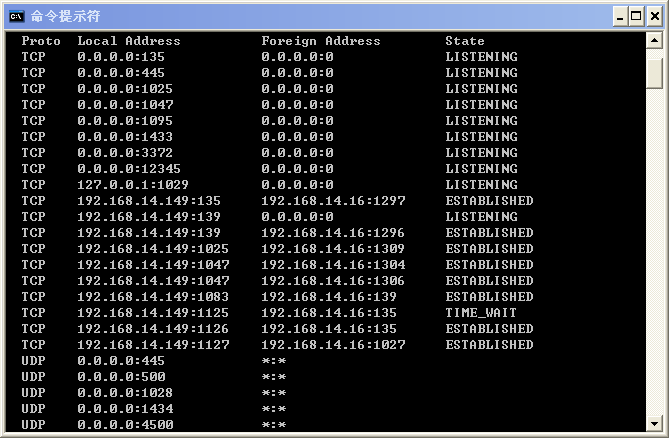 命令提示符
Proto Local Address Foreign Address State
TCP 0.0.0.0:135 0.0.0.0:0 LISTENING
TCP 0.0.0.0:445 0.0.0.0:0 LISTENING
TCP 0.0.0.0:1025 0.0.0.0:0 LISTENING
TCP 0.0.0.0:1047 0.0.0.0:0 LISTENING
TCP 0.0.0.0:1095 0.0.0.0:0 LISTENING
TCP 0.0.0.0:1433 0.0.0.0:0 LISTENING
TCP 0.0.0.0:3372 0.0.0.0:0 LISTENING
TCP 0.0.0.0:12345 0.0.0.0:0 LISTENING
TCP 127.0.0.1:1029 0.0.0.0:0 LISTENING
TCP 192.168.14.149:135 192.168.14.16:1297 ESTABLISHED
TCP 192.168.14.149:139 0.0.0.0:0 LISTENING
TCP 192.168.14.149:139 192.168.14.16:1296 ESTABLISHED
TCP 192.168.14.149:1025 192.168.14.16:1309 ESTABLISHED
TCP 192.168.14.149:1047 192.168.14.16:1304 ESTABLISHED
TCP 192.168.14.149:1047 192.168.14.16:1306 ESTABLISHED
TCP 192.168.14.149:1083 192.168.14.16:139 ESTABLISHED
TCP 192.168.14.149:1125 192.168.14.16:135 TIME_WAIT
TCP 192.168.14.149:1126 192.168.14.16:135 ESTABLISHED
TCP 192.168.14.149:1127 192.168.14.16:1027 ESTABLISHED
UDP 0.0.0.0:445 *:*
UDP 0.0.0.0:500 *:*
UDP 0.0.0.0:1028 *:*
UDP 0.0.0.0:1434 *:*
UDP 0.0.0.0:4500 *:*